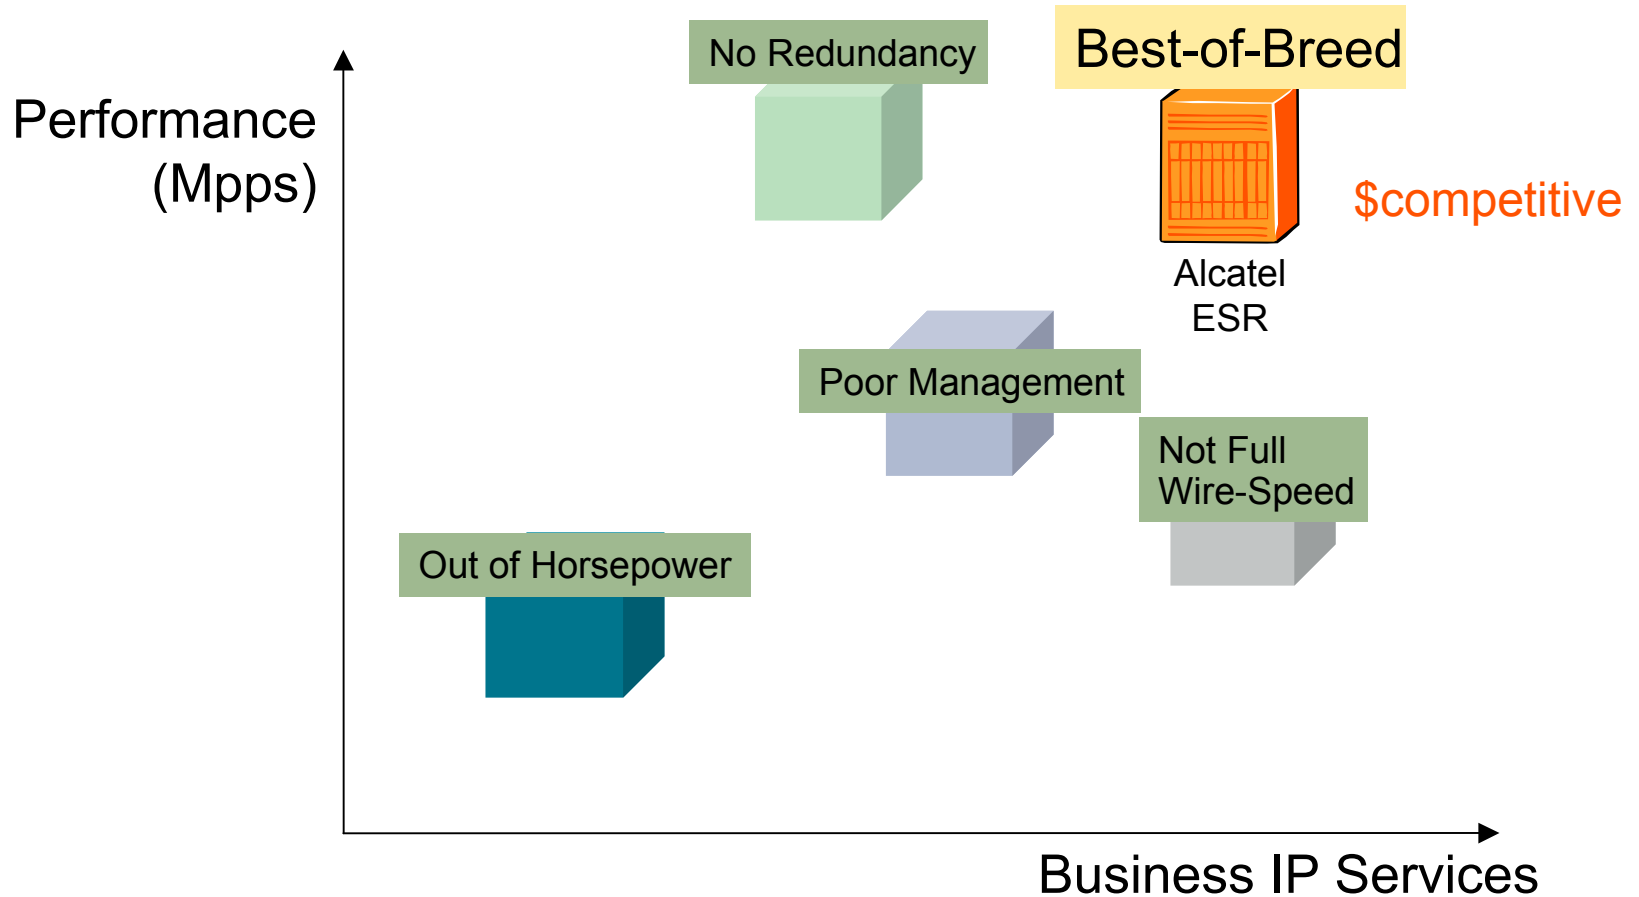 No Redundancy
Best-of-Breed
Performance
(Mpps)
$competitive
Alcatel
ESR
Poor Management
Not Full
Wire-Speed
Out of Horsepower
Business IP Services